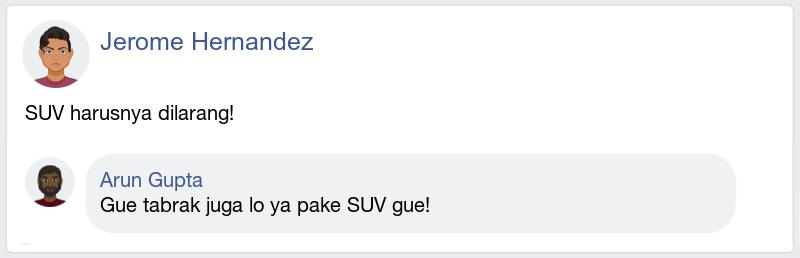 Jerome Hernandez
SUV harusnya dilarang!
Arun Gupta
Gue tabrak juga lo ya pake SUV gue!